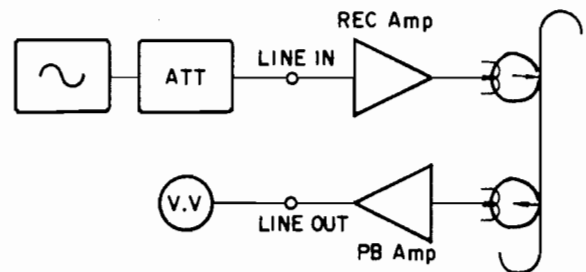 REC Amp
ATT
LINE IN
V.V
LINE OUT
PB Amp